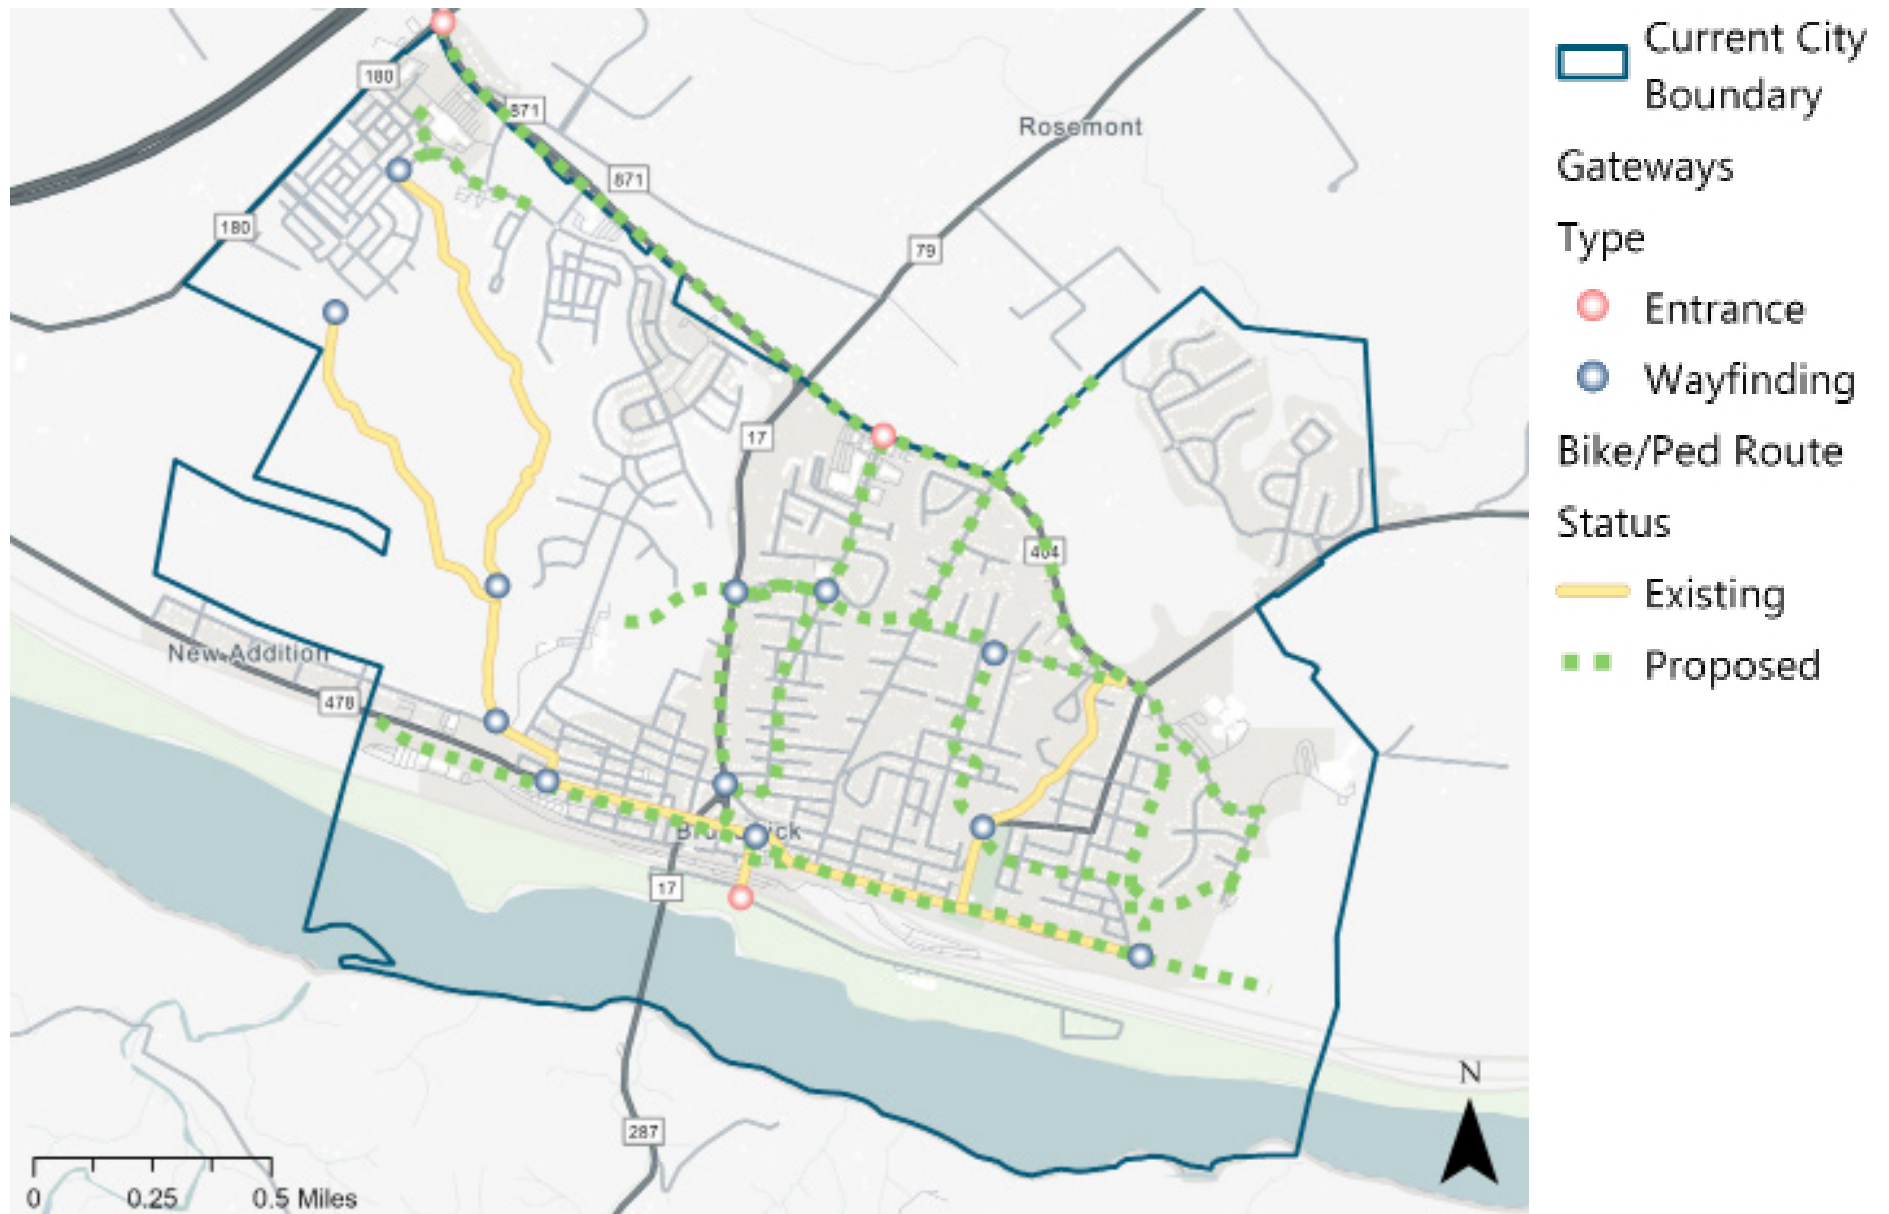 180
871
Rosemont
871
180
79
17
404
New Addition
478
17
287
0 0.25 0.5 Miles
N
Current City
Boundary
Gateways
Type
Entrance
Wayfinding
Bike/Ped Route
Status
Existing
Proposed